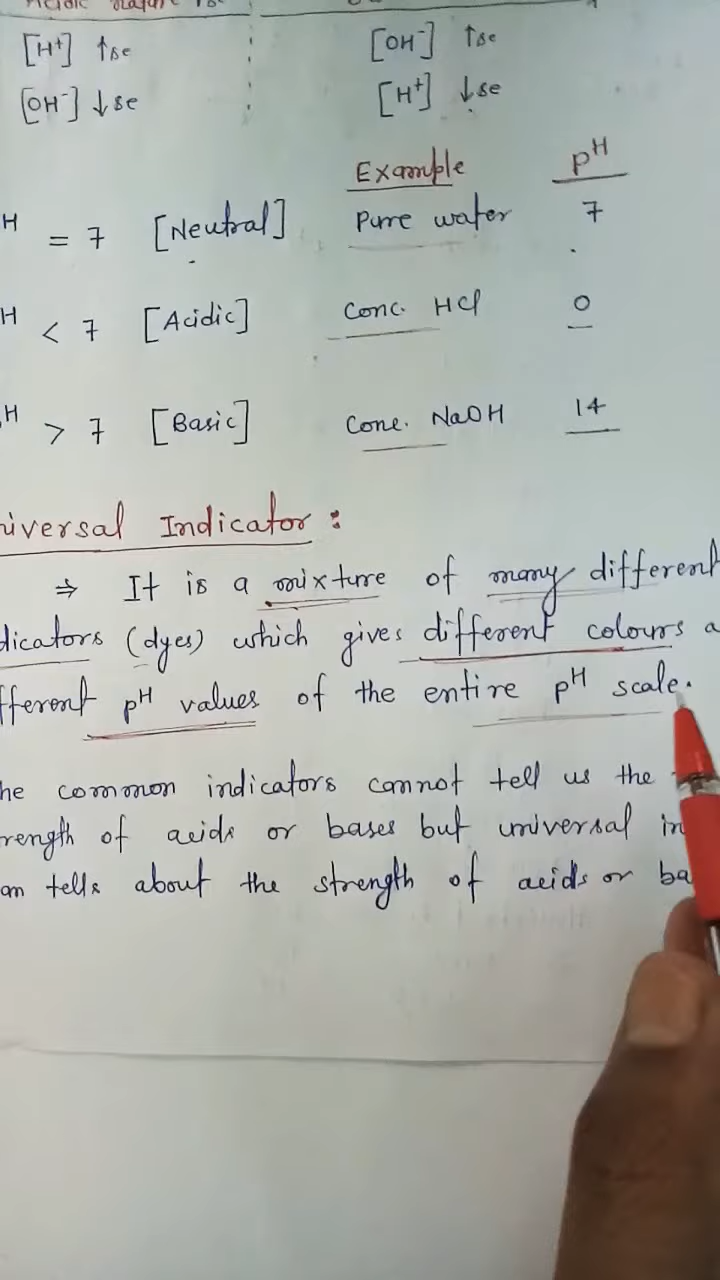 [H⁺] ↑se [OH⁻] ↑se
[OH⁻] ↓se [H⁺] ↓se
Example pH
H = 7 [Neutral] Pure water 7
H < 7 [Acidic] Conc. HCl 0
H > 7 [Basic] Conc. NaOH 14
niversal Indicator :
⇒ It is a mixture of many different
dicators (dyes) which gives different colours a
fferent pH values of the entire pH scale.
he common indicators cannot tell us the
rength of acids or bases but universal in
an tells about the strength of acids or ba